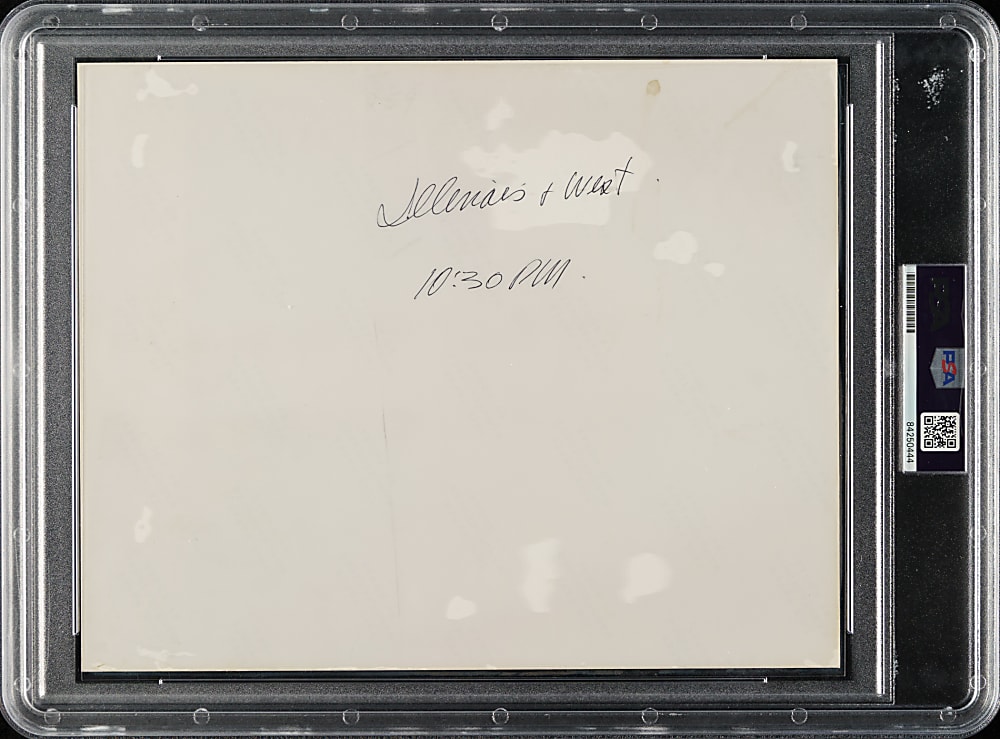 Illinois + West.
10:30 PM.
PSA
84250444